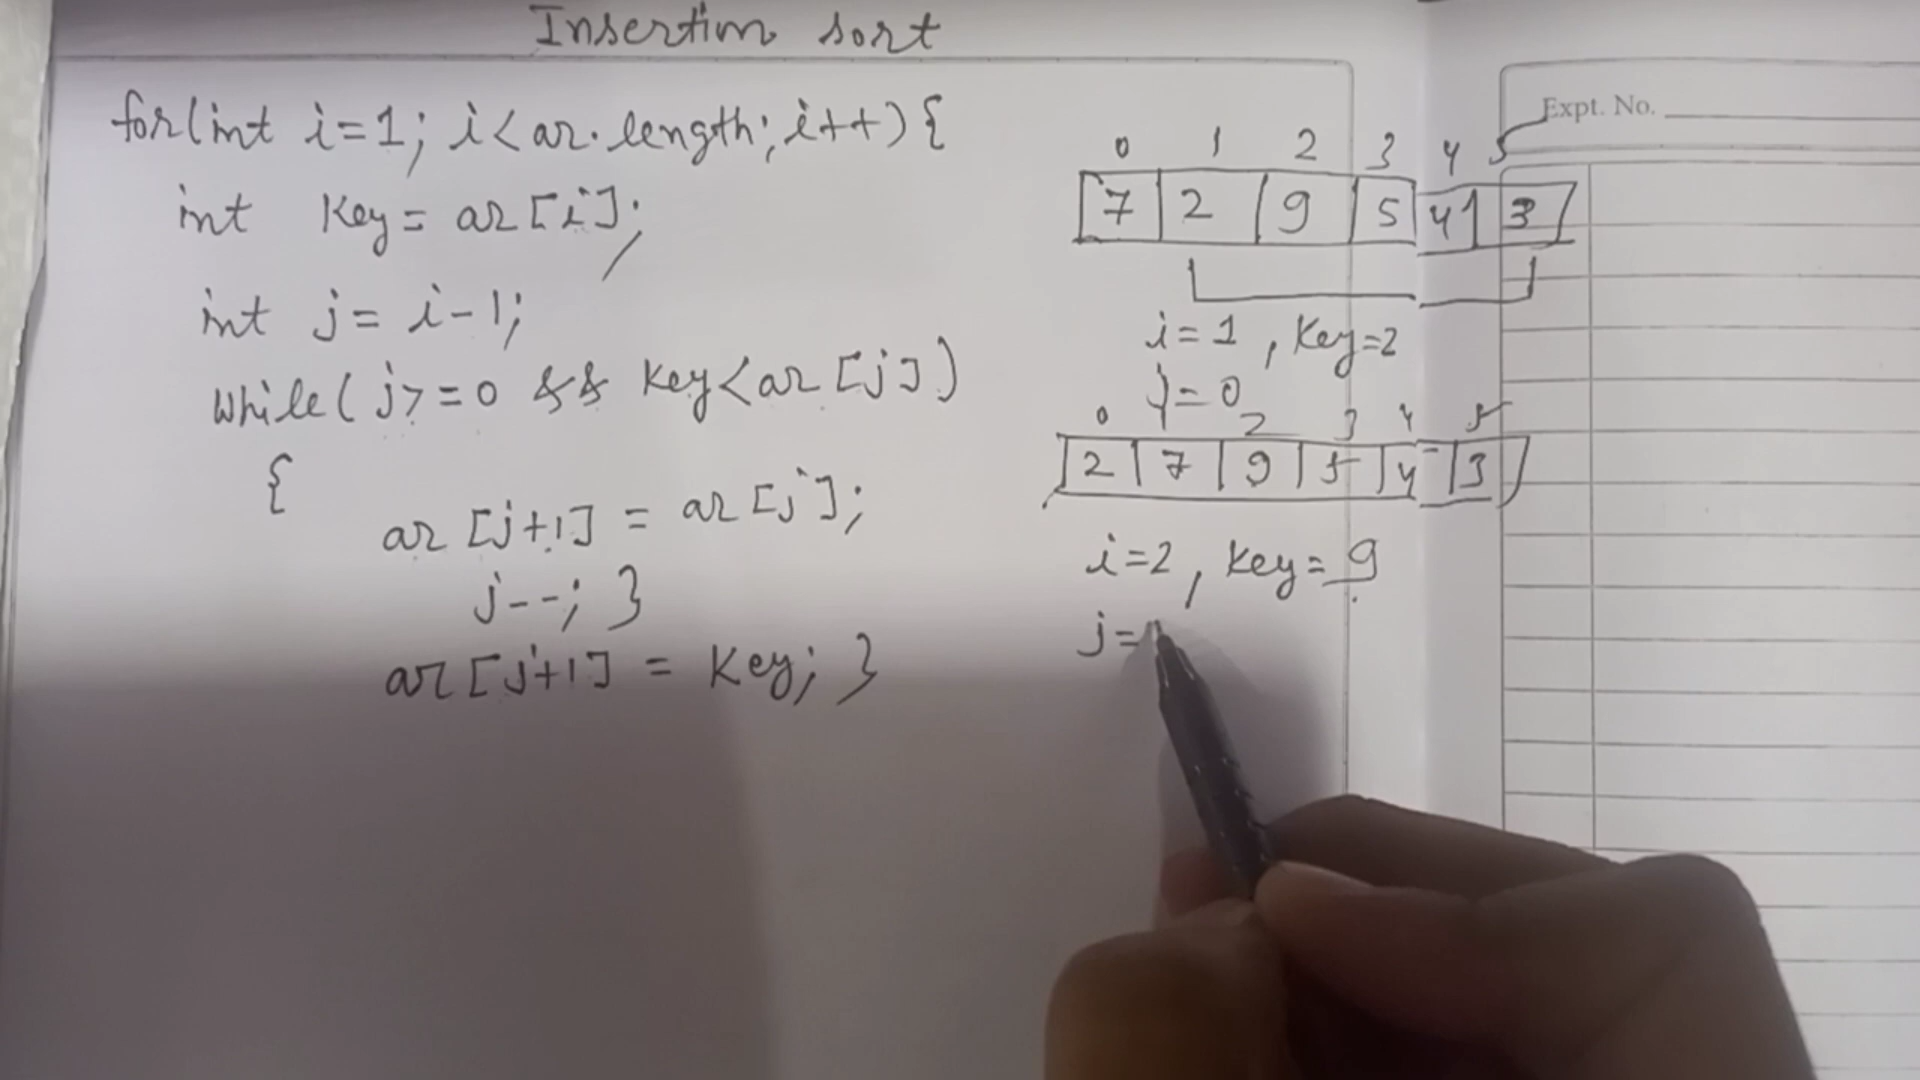 Insertion sort
for(int i=1; i<ar.length; i++){
int key = ar[i];
int j = i-1;
while( j>=0 && key<ar[j])
{
ar[j+1] = ar[j];
j--; }
ar[j+1] = key; }
0 1 2 3 4 5
7 2 9 5 4 3
i=1, key=2
j=0
0 2 3 4 5
2 7 9 5 4 3
i=2, key=9
j=
Expt. No.